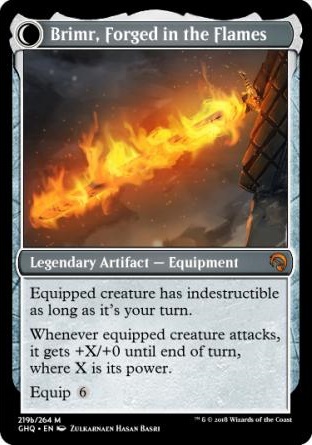 Brimr, Forged in the Flames
Legendary Artifact — Equipment
Equipped creature has indestructible
as long as it's your turn.
Whenever equipped creature attacks,
it gets +X/+0 until end of turn,
where X is its power.
Equip 6
219b/264 M
GHQ • EN Zulkarnaen Hasan Basri
™ & © 2018 Wizards of the Coast